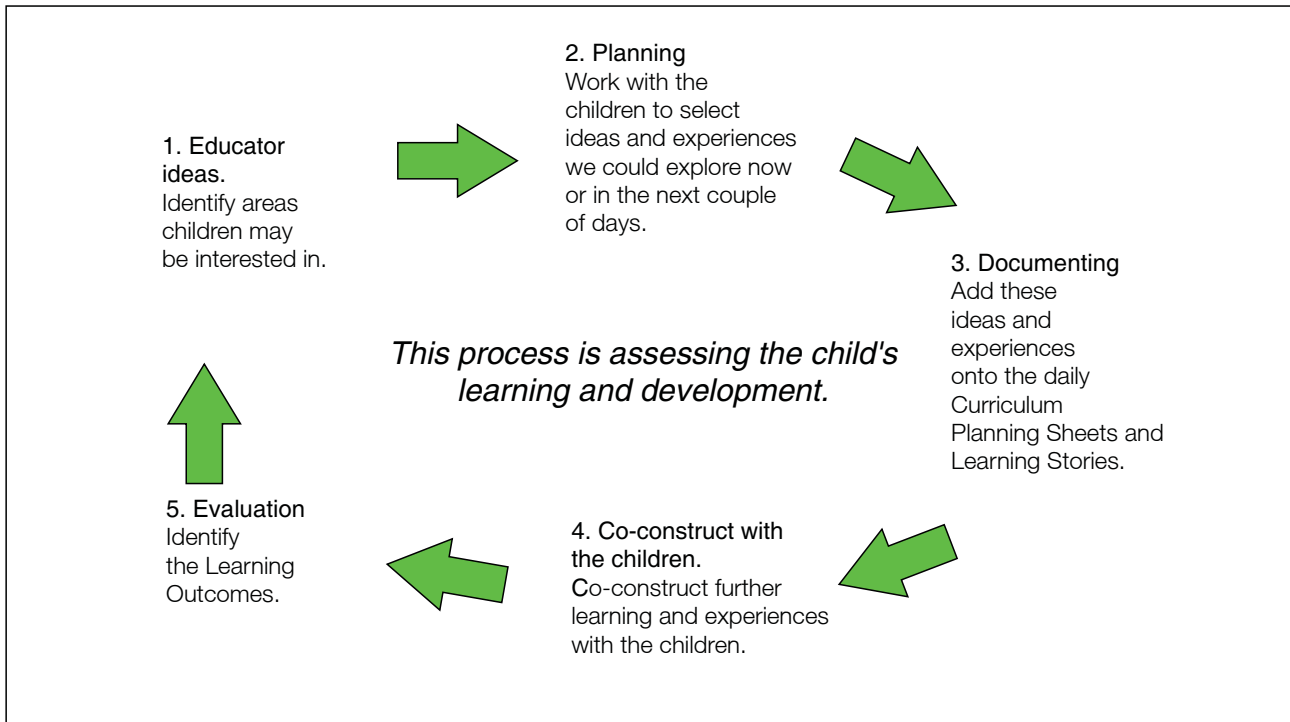 1. Educator
ideas.
Identify areas
children may
be interested in.
2. Planning
Work with the
children to select
ideas and experiences
we could explore now
or in the next couple
of days.
3. Documenting
Add these
ideas and
experiences
onto the daily
Curriculum
Planning Sheets and
Learning Stories.
This process is assessing the child's
learning and development.
4. Co-construct with
the children.
Co-construct further
learning and experiences
with the children.
5. Evaluation
Identify
the Learning
Outcomes.